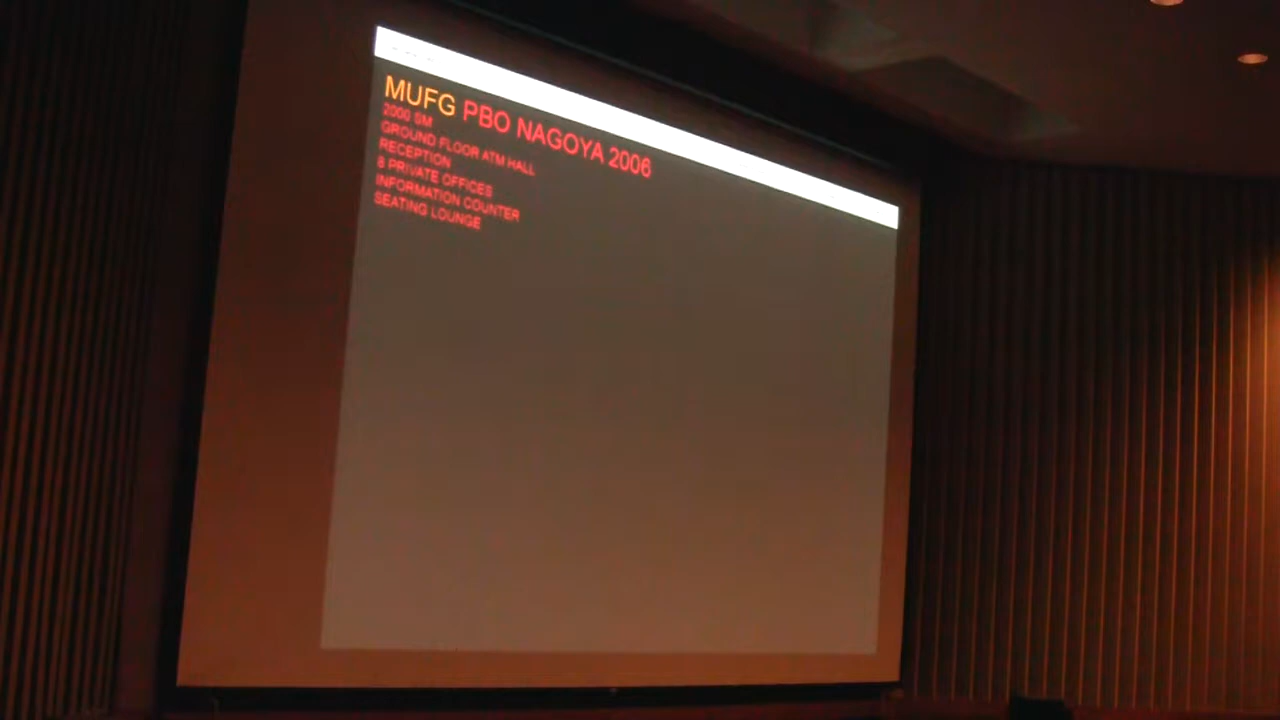 MUFG PBO NAGOYA 2006
2000 SM
GROUND FLOOR ATM HALL
RECEPTION
8 PRIVATE OFFICES
INFORMATION COUNTER
SEATING LOUNGE